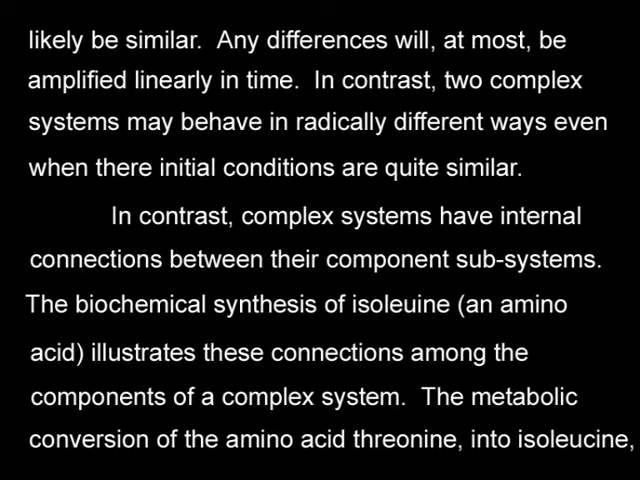 likely be similar.  Any differences will, at most, be
amplified linearly in time.  In contrast, two complex
systems may behave in radically different ways even
when there initial conditions are quite similar.
In contrast, complex systems have internal
connections between their component sub-systems.
The biochemical synthesis of isoleuine (an amino
acid) illustrates these connections among the
components of a complex system.  The metabolic
conversion of the amino acid threonine, into isoleucine,